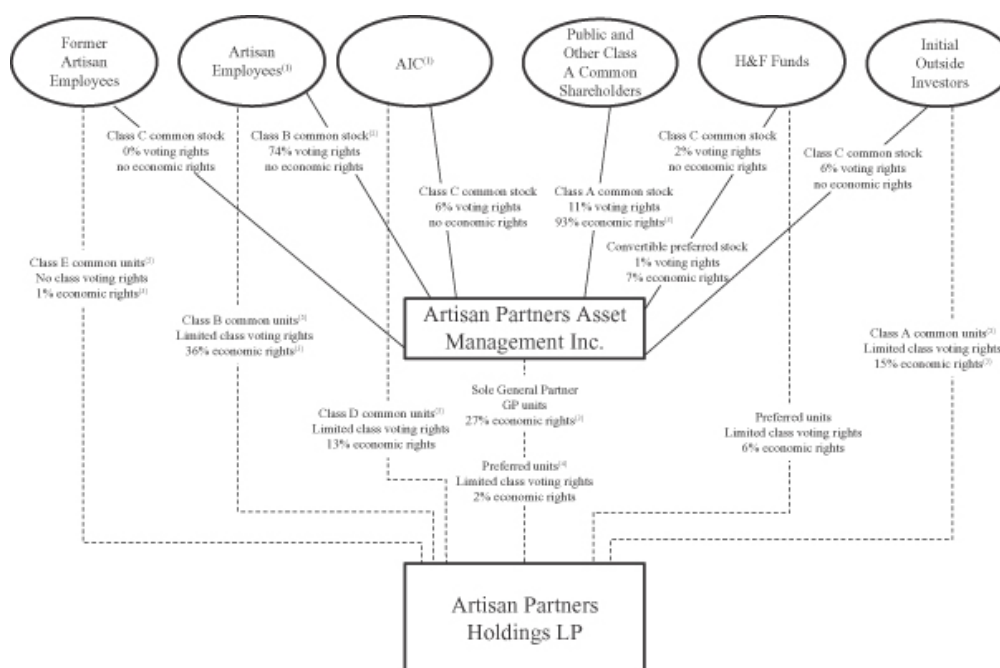 Former
Artisan
Employees
Artisan
Employees(1)
AIC(1)
Public and
Other Class
A Common
Shareholders
H&F Funds
Initial
Outside
Investors
Class C common stock
0% voting rights
no economic rights
Class B common stock(1)
74% voting rights
no economic rights
Class C common stock
6% voting rights
no economic rights
Class A common stock
11% voting rights
93% economic rights(3)
Class C common stock
2% voting rights
no economic rights
Convertible preferred stock
1% voting rights
7% economic rights
Class C common stock
6% voting rights
no economic rights
Class E common units(2)
No class voting rights
1% economic rights(3)
Class B common units(2)
Limited class voting rights
36% economic rights(3)
Artisan Partners Asset
Management Inc.
Class A common units(2)
Limited class voting rights
15% economic rights(3)
Class D common units(2)
Limited class voting rights
13% economic rights
Sole General Partner
GP units
27% economic rights(3)
Preferred units(4)
Limited class voting rights
2% economic rights
Preferred units
Limited class voting rights
6% economic rights
Artisan Partners
Holdings LP